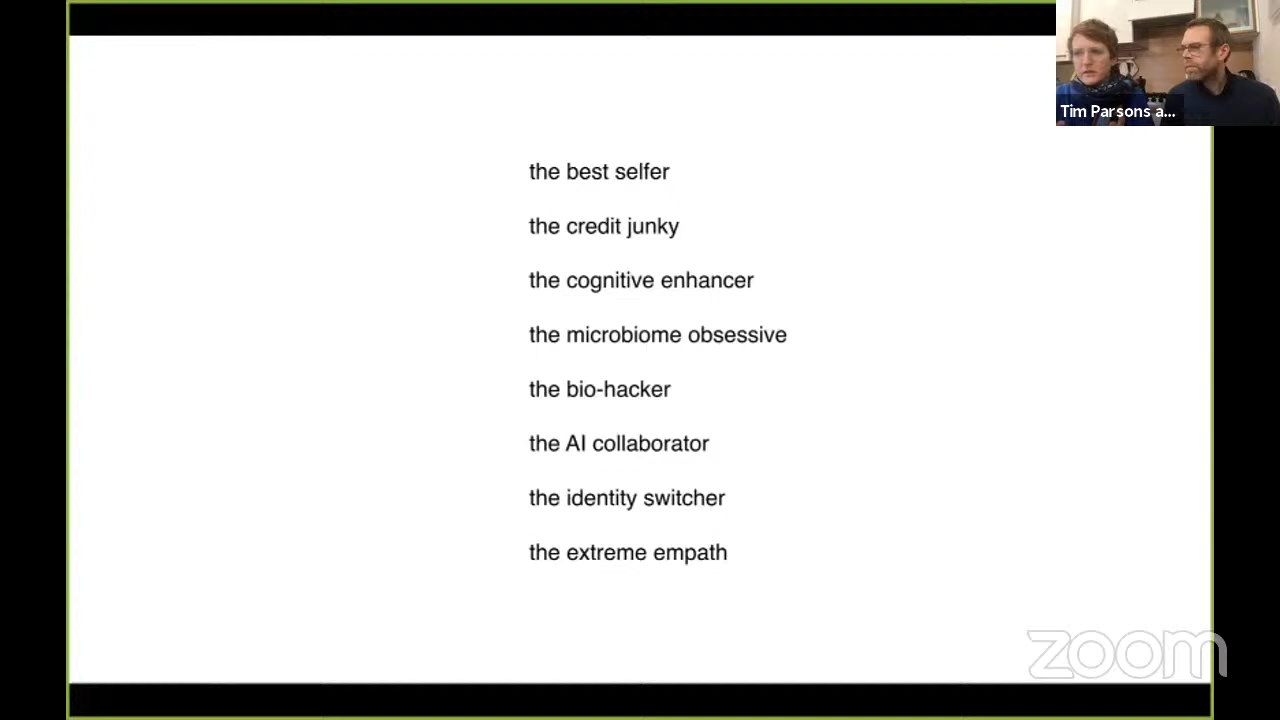 Tim Parsons a...
the best selfer
the credit junky
the cognitive enhancer
the microbiome obsessive
the bio-hacker
the AI collaborator
the identity switcher
the extreme empath
zoom